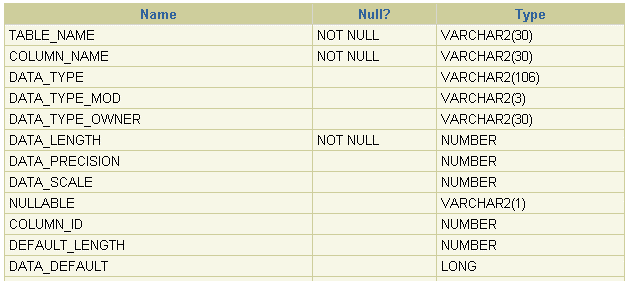 Name Null? Type
TABLE_NAME NOT NULL VARCHAR2(30)
COLUMN_NAME NOT NULL VARCHAR2(30)
DATA_TYPE VARCHAR2(106)
DATA_TYPE_MOD VARCHAR2(3)
DATA_TYPE_OWNER VARCHAR2(30)
DATA_LENGTH NOT NULL NUMBER
DATA_PRECISION NUMBER
DATA_SCALE NUMBER
NULLABLE VARCHAR2(1)
COLUMN_ID NUMBER
DEFAULT_LENGTH NUMBER
DATA_DEFAULT LONG